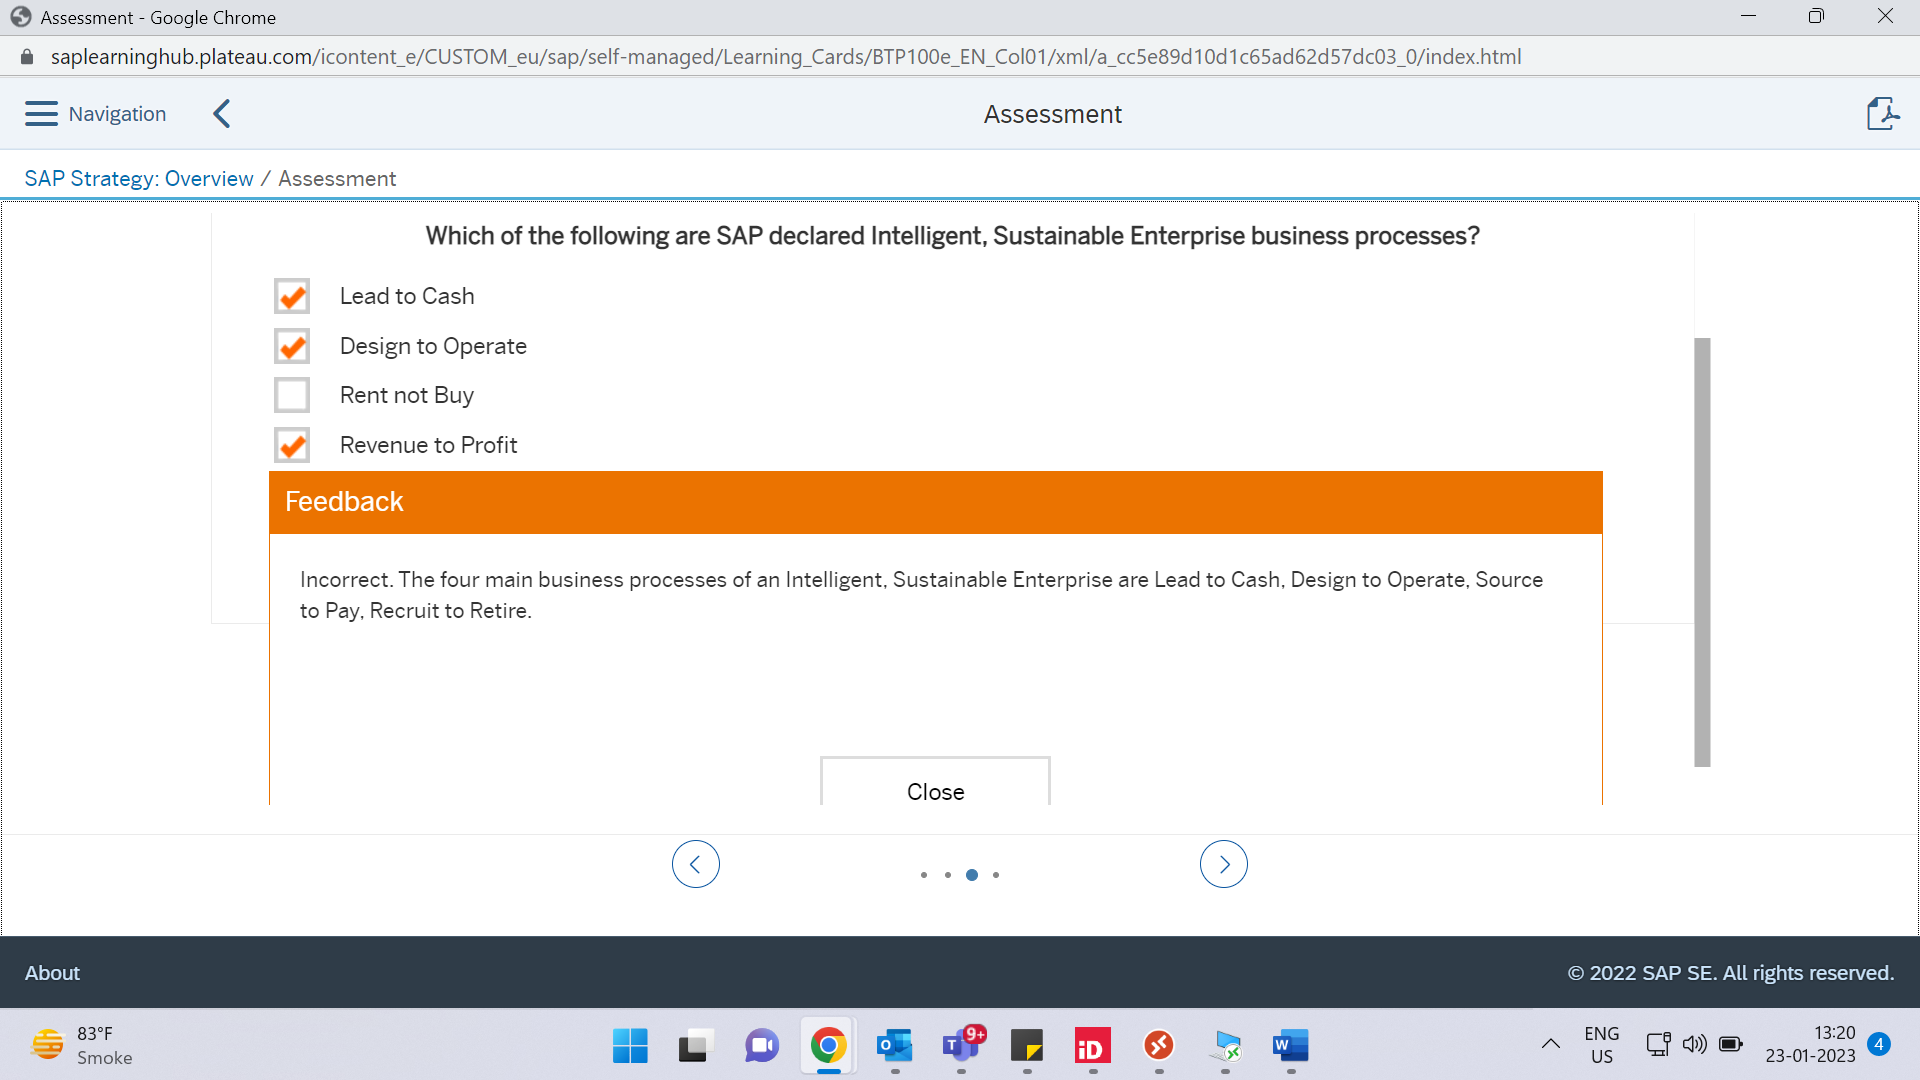 Assessment - Google Chrome
saplearninghub.plateau.com/icontent_e/CUSTOM_eu/sap/self-managed/Learning_Cards/BTP100e_EN_Col01/xml/a_cc5e89d10d1c65ad62d57dc03_0/index.html
Navigation
Assessment
SAP Strategy: Overview / Assessment
Which of the following are SAP declared Intelligent, Sustainable Enterprise business processes?
Lead to Cash
Design to Operate
Rent not Buy
Revenue to Profit
Feedback
Incorrect. The four main business processes of an Intelligent, Sustainable Enterprise are Lead to Cash, Design to Operate, Source
to Pay, Recruit to Retire.
Close
About
© 2022 SAP SE. All rights reserved.
83°F
Smoke
O
T
9+
iD
W
ENG
US
13:20
23-01-2023
4